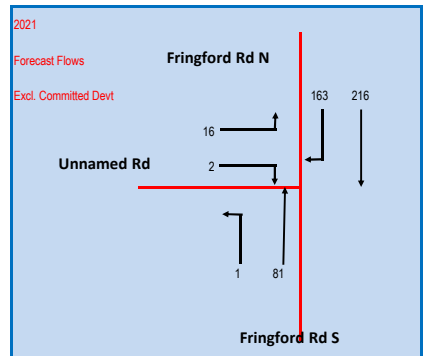 2021
Fringford Rd N
Forecast Flows
Excl. Committed Devt
163 216
16
Unnamed Rd
2
1 81
Fringford Rd S